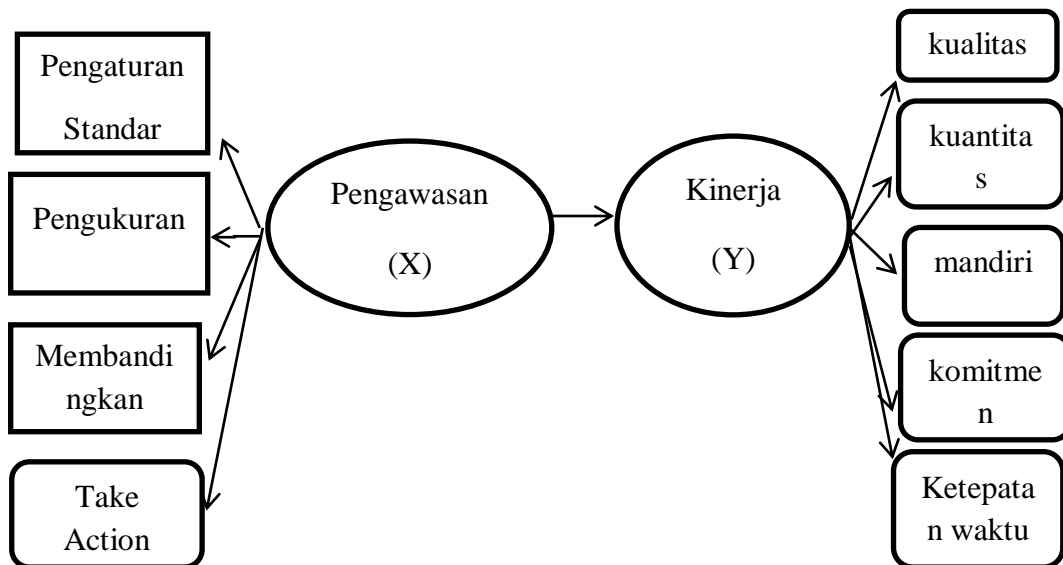 Pengaturan
Standar
Pengukuran
Membandi
ngkan
Take
Action
Pengawasan
(X)
Kinerja
(Y)
kualitas
kuantita
s
mandiri
komitme
n
Ketepata
n waktu